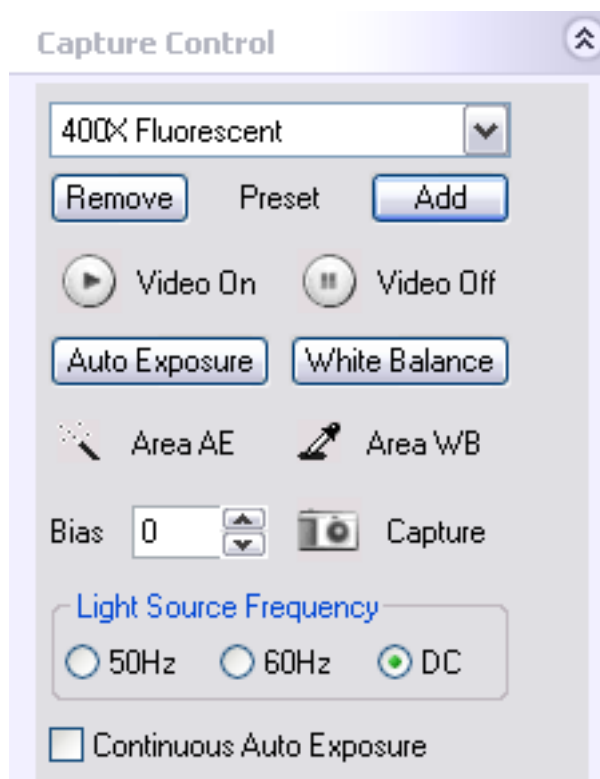 Capture Control
400X Fluorescent
Remove Preset Add
Video On Video Off
Auto Exposure White Balance
Area AE Area WB
Bias 0 Capture
Light Source Frequency
50Hz 60Hz DC
Continuous Auto Exposure